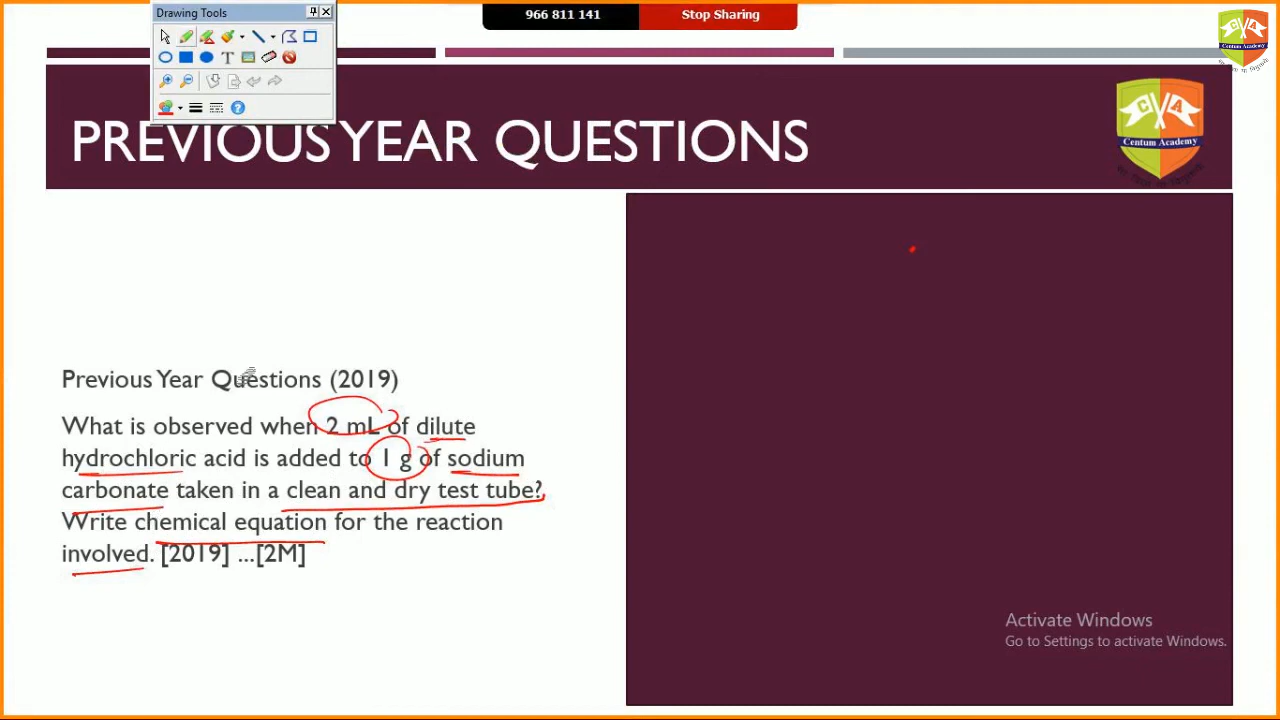 Drawing Tools
966 811 141
Stop Sharing
C A
Centum Academy
PREVIOUS YEAR QUESTIONS
C A
Centum Academy
Previous Year Questions (2019)
What is observed when 2 mL of dilute
hydrochloric acid is added to 1 g of sodium
carbonate taken in a clean and dry test tube?
Write chemical equation for the reaction
involved. [2019] ...[2M]
Activate Windows
Go to Settings to activate Windows.